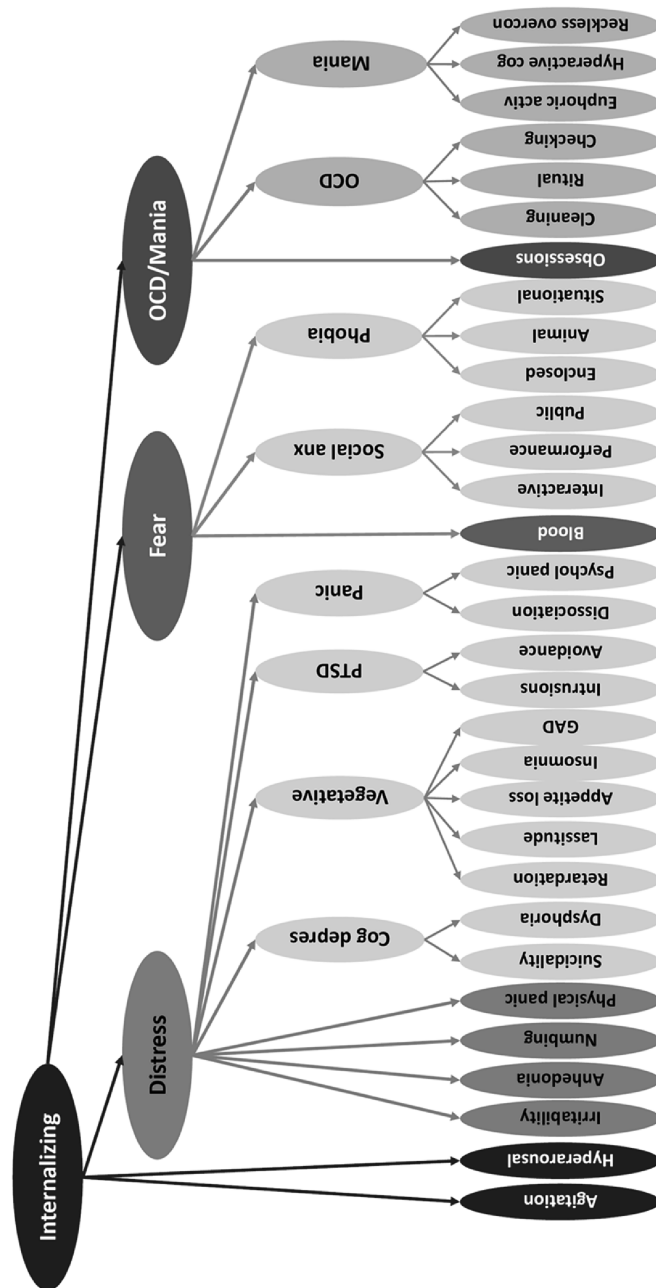 Internalizing
Distress
Fear
OCD/Mania
Cog depres
Vegetative
PTSD
Panic
Social anx
Phobia
OCD
Mania
Agitation
Hyperarousal
Irritability
Anhedonia
Numbing
Physical panic
Suicidality
Dysphoria
Retardation
Lassitude
Appetite loss
Insomnia
GAD
Intrusions
Avoidance
Dissociation
Psychol panic
Blood
Interactive
Performance
Public
Enclosed
Animal
Situational
Obsessions
Cleaning
Ritual
Checking
Euphoric activ
Hyperactive cog
Reckless overcon